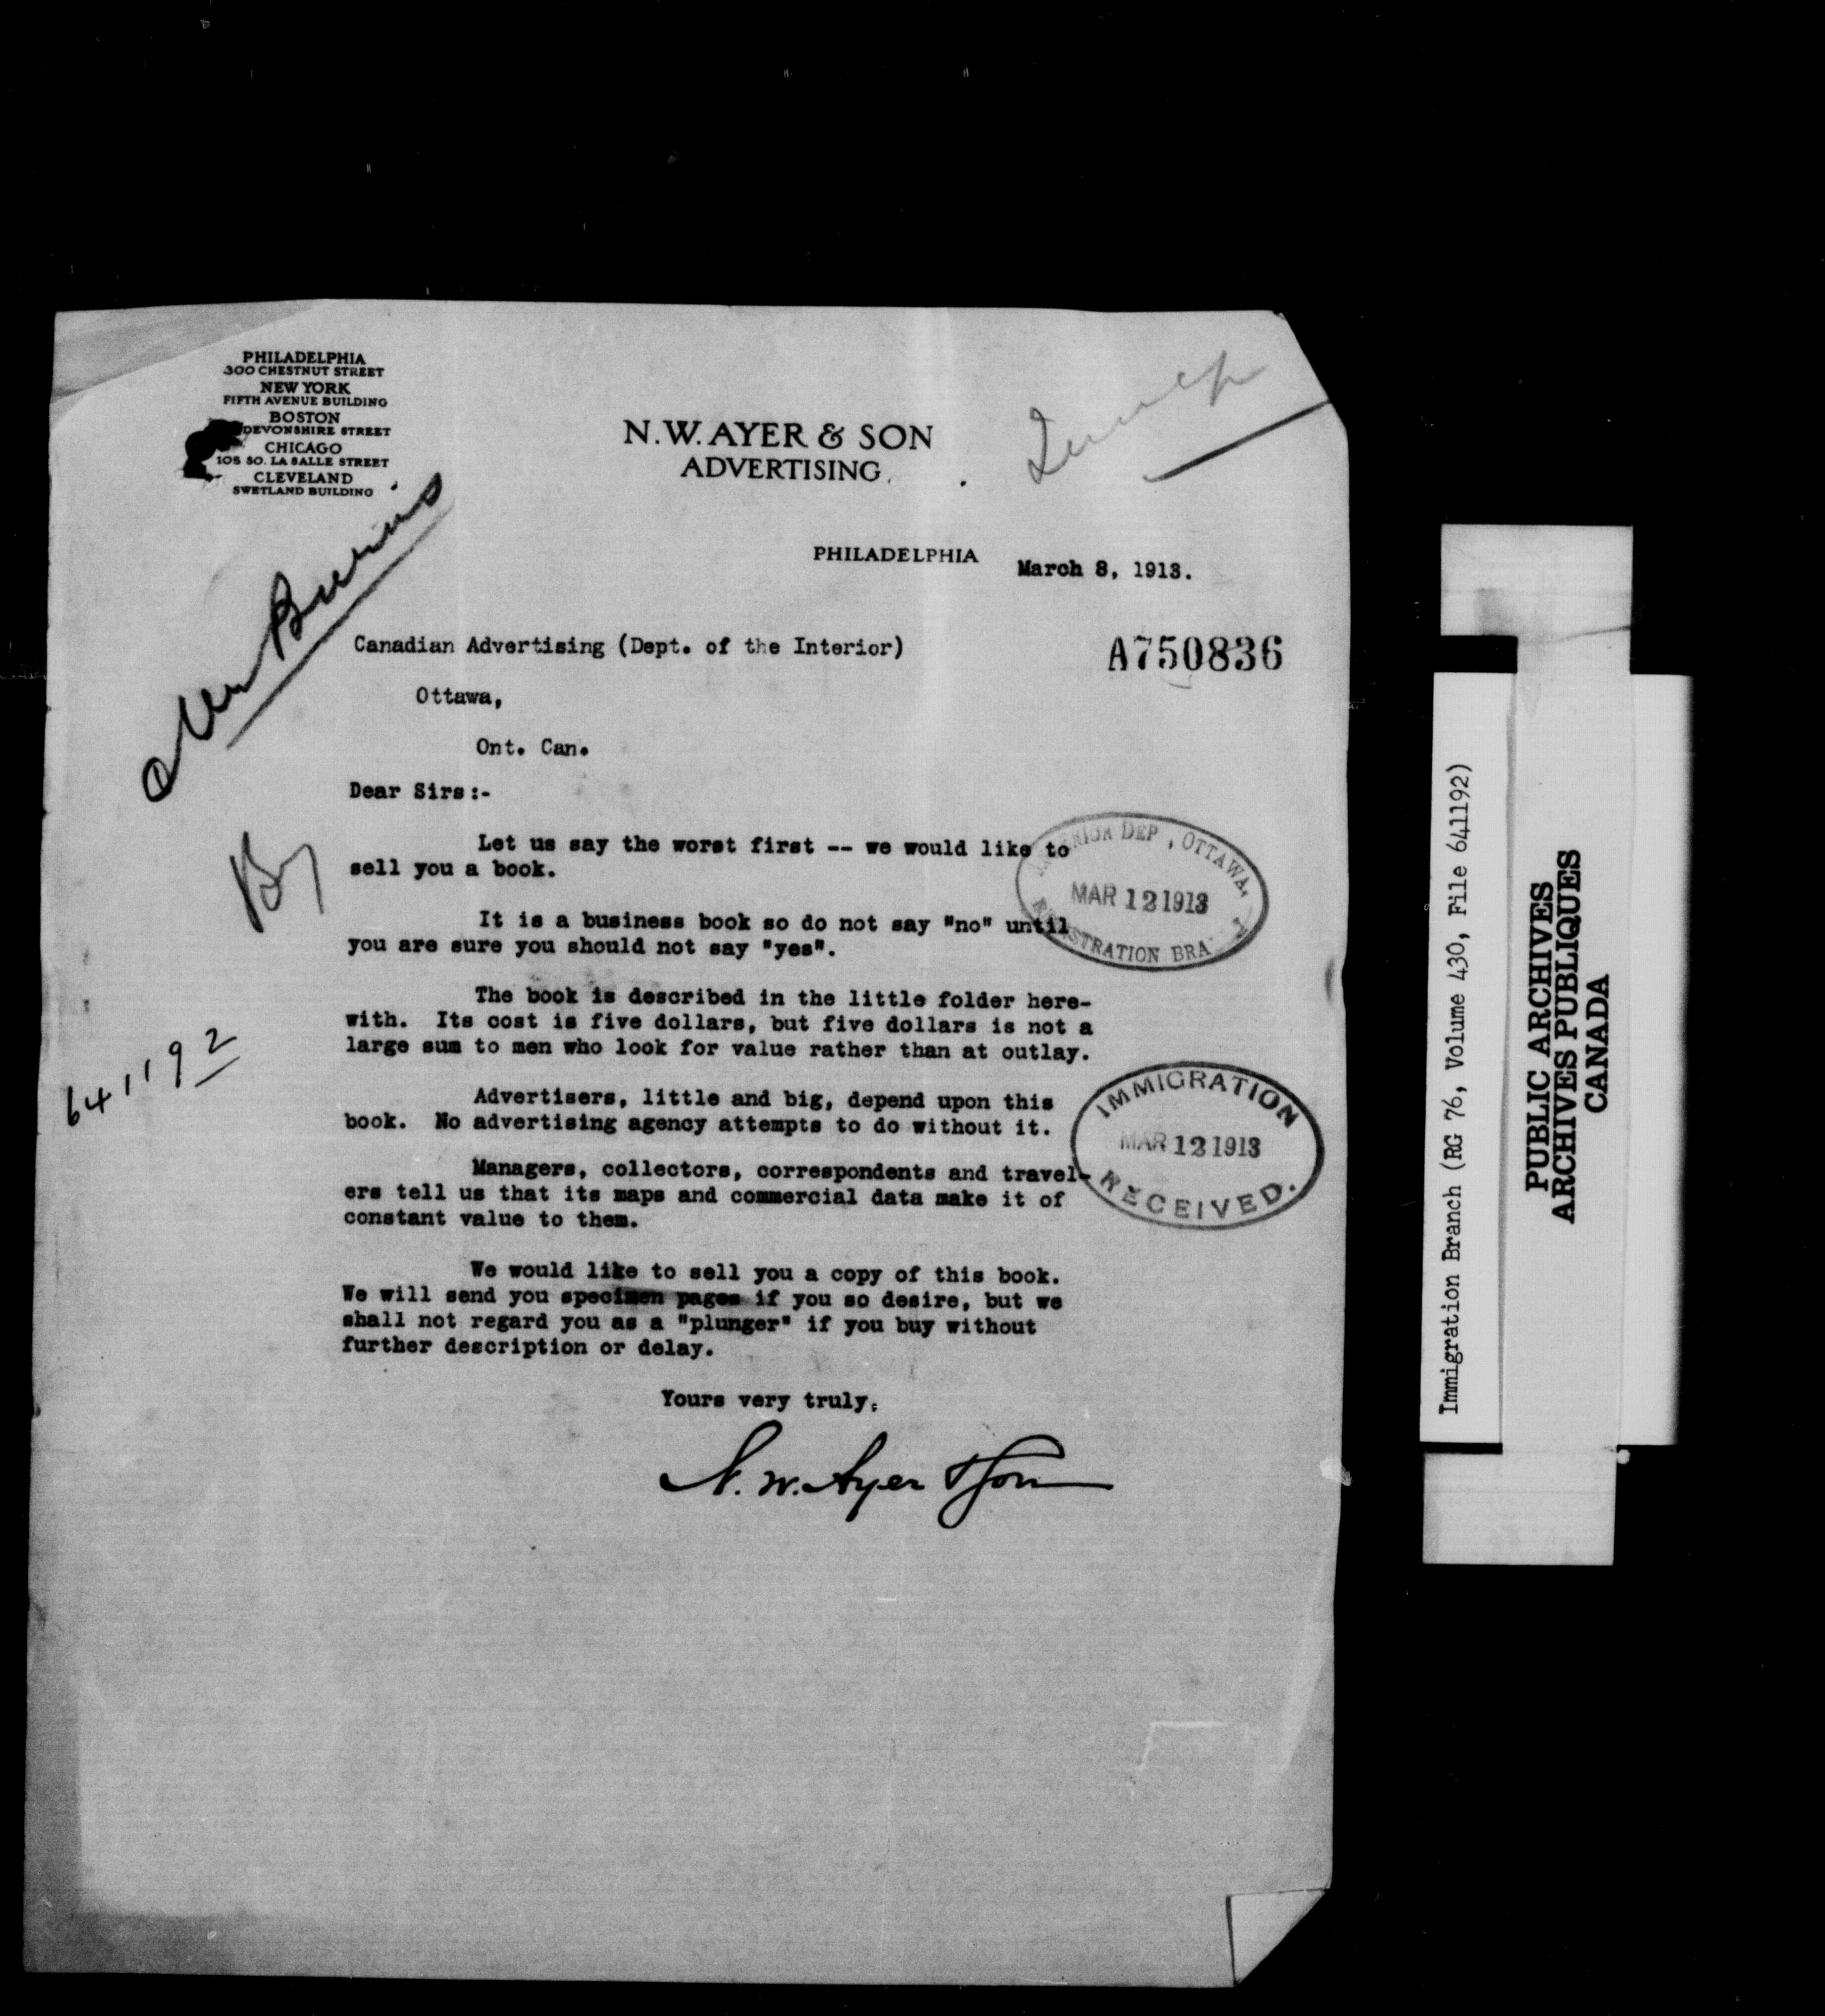 PHILADELPHIA
300 CHESTNUT STREET
NEW YORK
FIFTH AVENUE BUILDING
BOSTON
DEVONSHIRE STREET
CHICAGO
105 SO. LA SALLE STREET
CLEVELAND
SWETLAND BUILDING
N. W. AYER & SON
ADVERTISING
PHILADELPHIA March 8, 1913.
Canadian Advertising (Dept. of the Interior)
A750836
Ottawa,
Ont. Can.
Dear Sirs:-
Let us say the worst first -- we would like to
sell you a book.
It is a business book so do not say "no" until
you are sure you should not say "yes".
The book is described in the little folder here-
with. Its cost is five dollars, but five dollars is not a
large sum to men who look for value rather than at outlay.
Advertisers, little and big, depend upon this
book. No advertising agency attempts to do without it.
Managers, collectors, correspondents and travel-
ers tell us that its maps and commercial data make it of
constant value to them.
We would like to sell you a copy of this book.
We will send you specimen pages if you so desire, but we
shall not regard you as a "plunger" if you buy without
further description or delay.
Yours very truly,
N. W. Ayer & Son
641192
DEP , OTTAWA,
MAR 12 1913
IMMIGRATION
MAR 12 1913
RECEIVED.
Immigration Branch (RG 76, Volume 430, File 641192)
PUBLIC ARCHIVES
ARCHIVES PUBLIQUES
CANADA